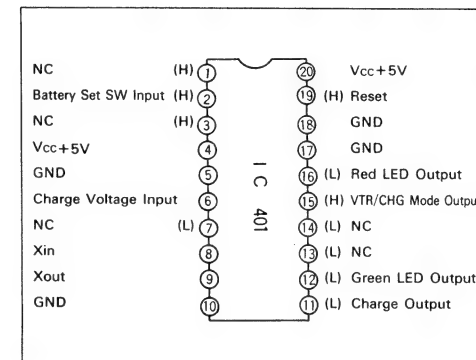 NC (H) 1 20 Vcc+5V
Battery Set SW Input (H) 2 19 (H) Reset
NC (H) 3 18 GND
Vcc+5V 4 17 GND
GND 5 16 (L) Red LED Output
Charge Voltage Input 6 15 (H) VTR/CHG Mode Outpu
NC (L) 7 14 (L) NC
Xin 8 13 (L) NC
Xout 9 12 (L) Green LED Output
GND 10 11 (L) Charge Output
IC 401